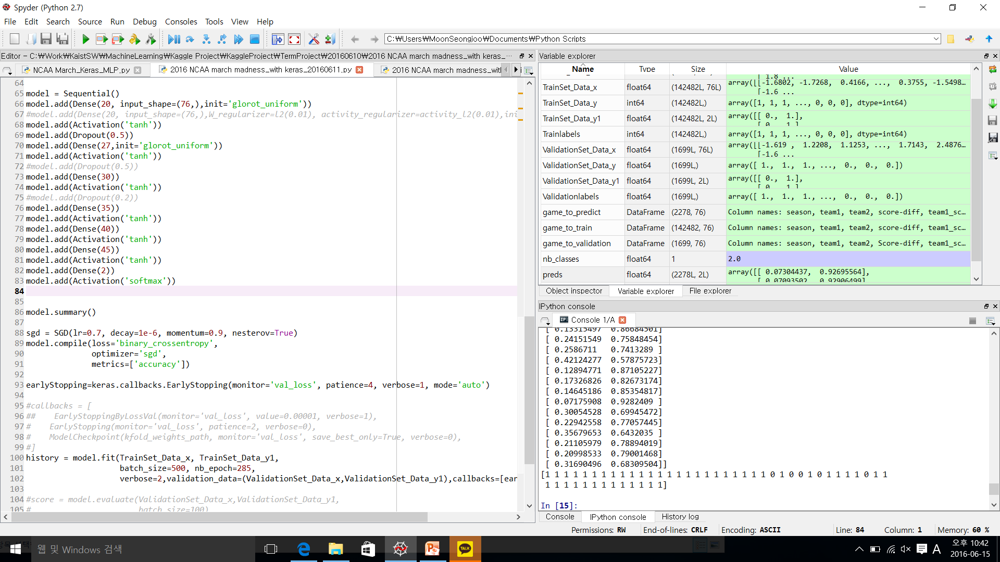 Spyder (Python 2.7)
File Edit Search Source Run Debug Consoles Tools View Help
C:₩Users₩MoonSeongjoo₩Documents₩Python Scripts
Editor - C:₩Work₩KaistSW₩MachineLearning₩Kaggle Project₩KaggleProject₩TermProject₩20160610₩2016 NCAA march madness_with keras_...
NCAA March_Keras_MLP.py 2016 NCAA march madness_with keras_20160611.py 2016 NCAA march madness_wit
64
65 model = Sequential()
66 model.add(Dense(20, input_shape=(76,),init='glorot_uniform'))
67 #model.add(Dense(20, input_shape=(76,),W_regularizer=l2(0.01), activity_regularizer=activity_l2(0.01),ini
68 model.add(Activation('tanh'))
69 model.add(Dropout(0.5))
70 model.add(Dense(27,init='glorot_uniform'))
71 model.add(Activation('tanh'))
72 #model.add(Dropout(0.5))
73 model.add(Dense(30))
74 model.add(Activation('tanh'))
75 #model.add(Dropout(0.2))
76 model.add(Dense(35))
77 model.add(Activation('tanh'))
78 model.add(Dense(40))
79 model.add(Activation('tanh'))
80 model.add(Dense(45))
81 model.add(Activation('tanh'))
82 model.add(Dense(2))
83 model.add(Activation('softmax'))
84
85
86 model.summary()
87
88 sgd = SGD(lr=0.7, decay=1e-6, momentum=0.9, nesterov=True)
89 model.compile(loss='binary_crossentropy',
90 optimizer='sgd',
91 metrics=['accuracy'])
92
93 earlyStopping=keras.callbacks.EarlyStopping(monitor='val_loss', patience=4, verbose=1, mode='auto')
94
95 #callbacks = [
96 ## EarlyStoppingByLossVal(monitor='val_loss', value=0.00001, verbose=1),
97 # EarlyStopping(monitor='val_loss', patience=2, verbose=0),
98 # ModelCheckpoint(kfold_weights_path, monitor='val_loss', save_best_only=True, verbose=0),
99 #]
100 history = model.fit(TrainSet_Data_x, TrainSet_Data_y1,
101 batch_size=500, nb_epoch=285,
102 verbose=2,validation_data=(ValidationSet_Data_x,ValidationSet_Data_y1),callbacks=[ear
103
104 #score = model.evaluate(ValidationSet_Data_x,ValidationSet_Data_y1,
105 # batch_size=100)
Variable explorer
Name Type Size Value
[ 1.8 ...
TrainSet_Data_x float64 (142482L, 76L) array([[-1.6802, -1.7268, 0.4166, ..., 0.3755, -1.5498...
[-1.6 ...
TrainSet_Data_y int64 (142482L,) array([1, 1, 1, ..., 0, 0, 0], dtype=int64)
TrainSet_Data_y1 float64 (142482L, 2L) array([[ 0., 1.],
[ 0., 1.]
Trainlabels int64 (142482L,) array([1, 1, 1, ..., 0, 0, 0], dtype=int64)
ValidationSet_Data_x float64 (1699L, 76L) array([[-1.619 , 1.2208, 1.1253, ..., 1.7143, 2.4876...
[-1.6 ...
ValidationSet_Data_y float64 (1699L,) array([ 1., 1., 1., ..., 0., 0., 0.])
ValidationSet_Data_y1 float64 (1699L, 2L) array([[ 0., 1.],
[ 0., 1.]
Validationlabels float64 (1699L,) array([ 1., 1., 1., ..., 0., 0., 0.])
game_to_predict DataFrame (2278, 76) Column names: season, team1, team2, score-diff, team1_sc...
game_to_train DataFrame (142482, 76) Column names: season, team1, team2, score-diff, team1_sc...
game_to_validation DataFrame (1699, 76) Column names: season, team1, team2, Score-diff, team1_sc...
nb_classes float64 1 2.0
preds float64 (2278L, 2L) array([[ 0.07304437, 0.92695564],
[ 0.07093502, 0.92906499]
Object inspector Variable explorer File explorer
IPython console
Console 1/A
[ 0.13315497 0.86684501]
[ 0.24151549 0.75848454]
[ 0.2586711 0.7413289 ]
[ 0.42124277 0.57875723]
[ 0.12894771 0.87105227]
[ 0.17326826 0.82673174]
[ 0.14645186 0.85354817]
[ 0.07175908 0.9282409 ]
[ 0.30054528 0.69945472]
[ 0.22942558 0.77057445]
[ 0.35679653 0.6432035 ]
[ 0.21105979 0.78894019]
[ 0.20998533 0.79001468]
[ 0.31690496 0.68309504]]
[1 1 1 1 1 1 1 1 1 1 1 1 1 1 1 1 1 1 1 1 1 1 1 1 0 1 0 0 1 0 1 1 1 1 0 1 1
1 1 1 1 1 1 1 1 1 1 1 1 1]
In [15]:
Console IPython console History log
Permissions: RW End-of-lines: CRLF Encoding: ASCII Line: 84 Column: 1 Memory: 60 %
웹 및 Windows 검색
TALK
A
오후 10:42
2016-06-15